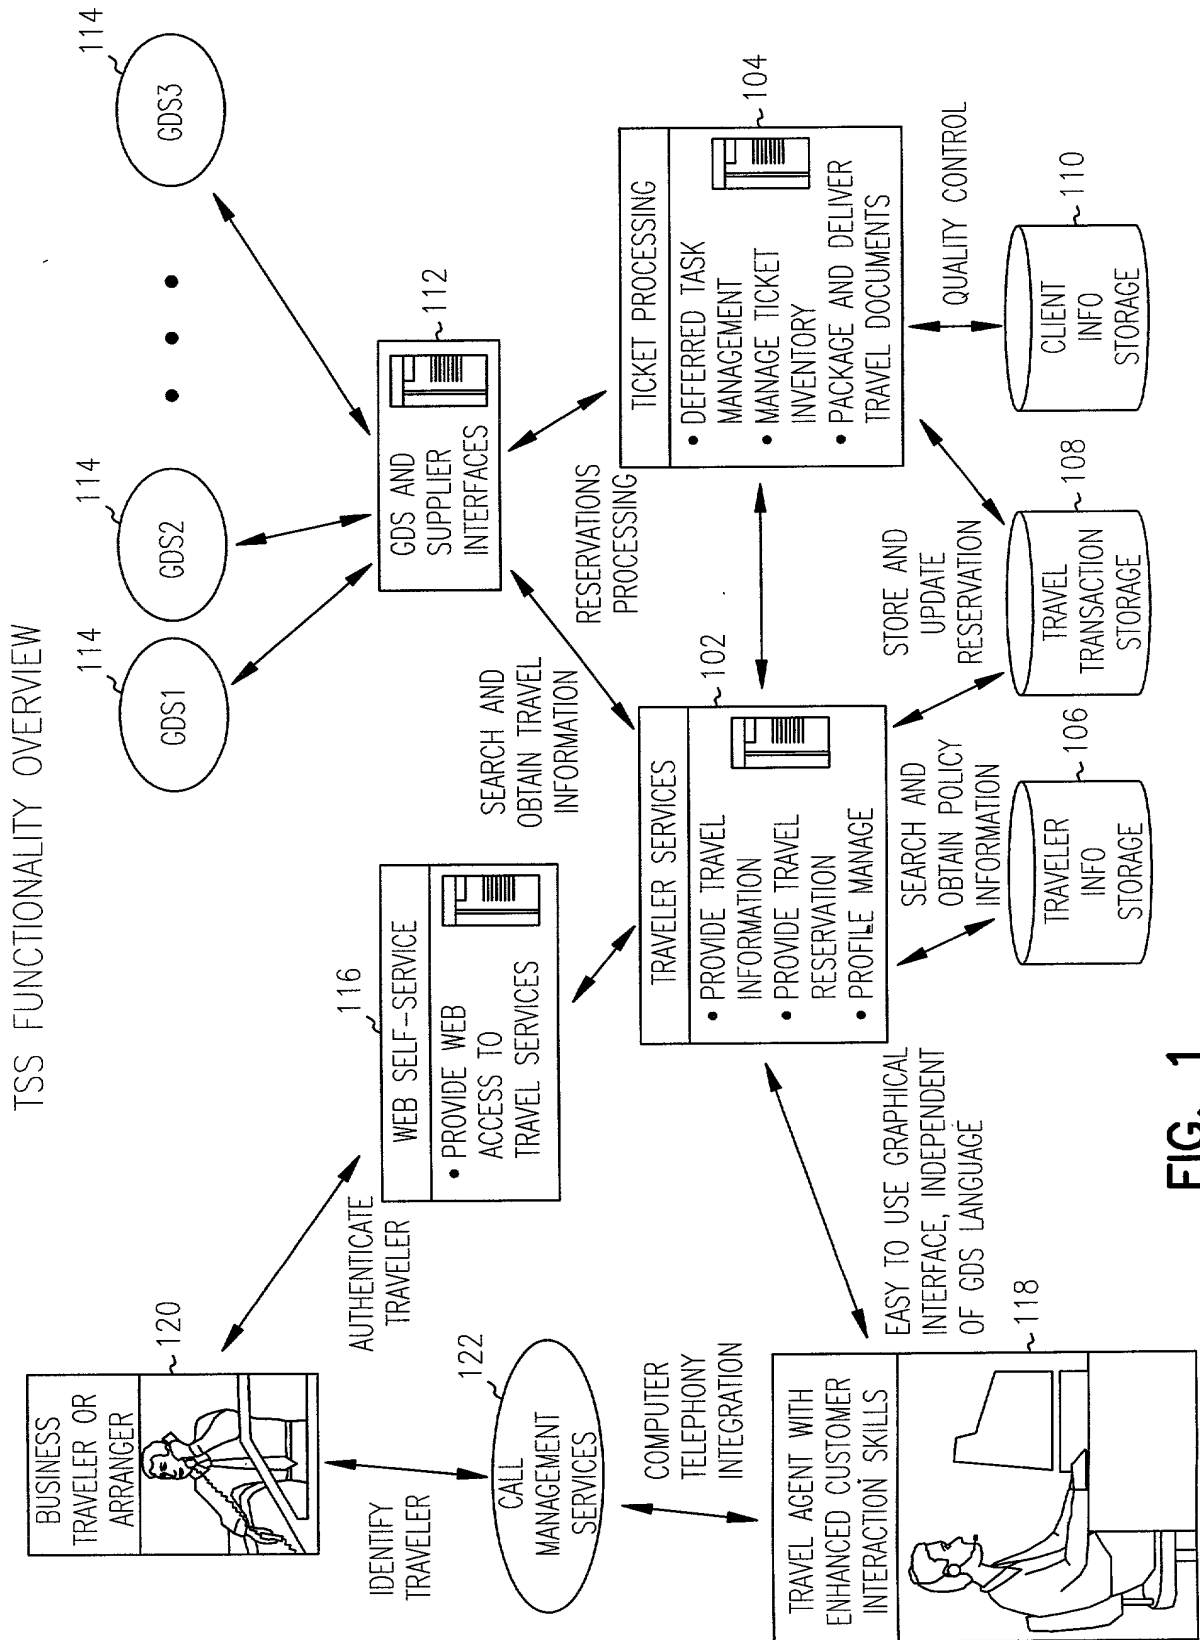 TSS FUNCTIONALITY OVERVIEW
BUSINESS
TRAVELER OR
ARRANGER
120
IDENTIFY
TRAVELER
122
CALL
MANAGEMENT
SERVICES
COMPUTER
TELEPHONY
INTEGRATION
TRAVEL AGENT WITH
ENHANCED CUSTOMER
INTERACTION SKILLS
118
AUTHENTICATE
TRAVELER
116
WEB SELF-SERVICE
• PROVIDE WEB
ACCESS TO
TRAVEL SERVICES
EASY TO USE GRAPHICAL
INTERFACE, INDEPENDENT
OF GDS LANGUAGE
114
GDS1
114
GDS2
• • •
114
GDS3
112
GDS AND
SUPPLIER
INTERFACES
SEARCH AND
OBTAIN TRAVEL
INFORMATION
RESERVATIONS
PROCESSING
102
TRAVELER SERVICES
• PROVIDE TRAVEL
INFORMATION
• PROVIDE TRAVEL
RESERVATION
• PROFILE MANAGE
104
TICKET PROCESSING
• DEFERRED TASK
MANAGEMENT
• MANAGE TICKET
INVENTORY
• PACKAGE AND DELIVER
TRAVEL DOCUMENTS
SEARCH AND
OBTAIN POLICY
INFORMATION
STORE AND
UPDATE
RESERVATION
QUALITY CONTROL
106
TRAVELER
INFO
STORAGE
108
TRAVEL
TRANSACTION
STORAGE
110
CLIENT
INFO
STORAGE
FIG. 1